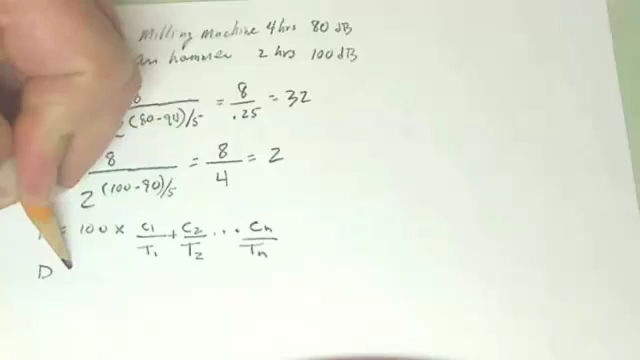 Milling Machine 4 hrs 80 dB
hammer 2 hrs 100 dB
(80-90)/5 = 8/.25 = 32
8/2^(100-90)/5 = 8/4 = 2
= 100 x C1/T1 + C2/T2 ... Cn/Tn
D